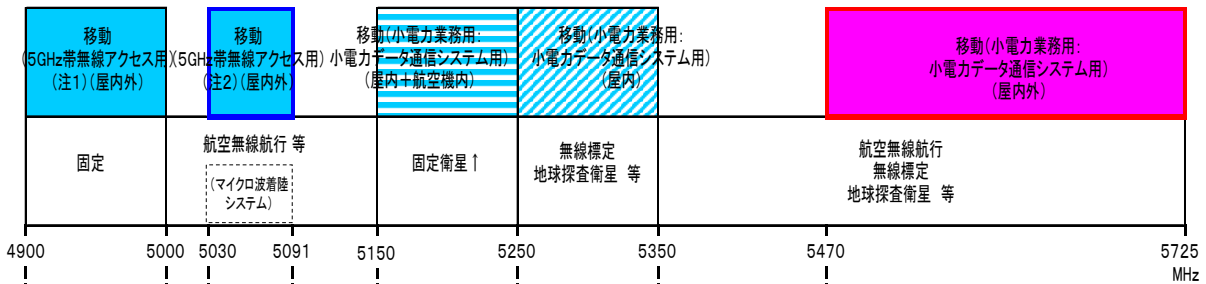 移動
(5GHz帯無線アクセス用)
(注1)(屋内外)
移動
(5GHz帯無線アクセス用)
(注2)(屋内外)
移動(小電力業務用:
小電力データ通信システム用)
(屋内+航空機内)
移動(小電力業務用:
小電力データ通信システム用)
(屋内)
移動(小電力業務用:
小電力データ通信システム用)
(屋内外)
固定
航空無線航行 等
(マイクロ波着陸
システム)
固定衛星↑
無線標定
地球探査衛星 等
航空無線航行
無線標定
地球探査衛星 等
4900 5000 5030 5091 5150 5250 5350 5470 5725
MHz